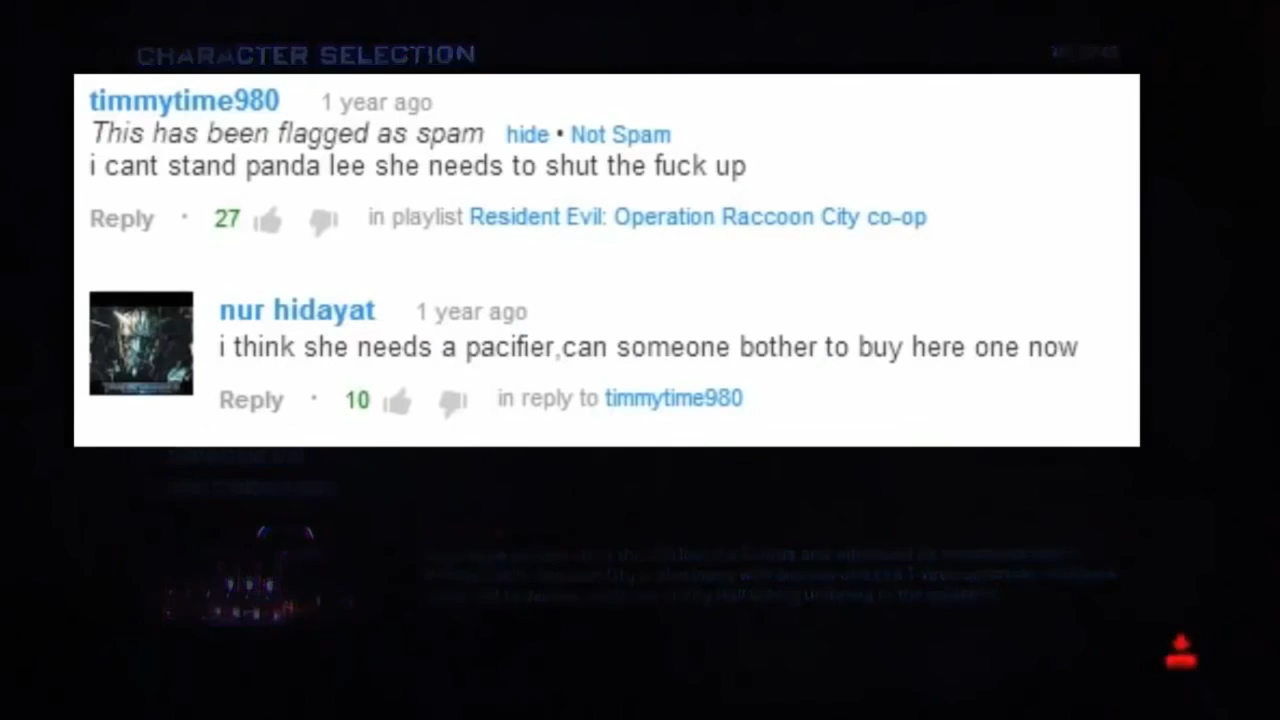 CHARACTER SELECTION
timmytime980 1 year ago
This has been flagged as spam hide • Not Spam
i cant stand panda lee she needs to shut the fuck up
Reply · 27 in playlist Resident Evil: Operation Raccoon City co-op
nur hidayat 1 year ago
i think she needs a pacifier,can someone bother to buy here one now
Reply · 10 in reply to timmytime980